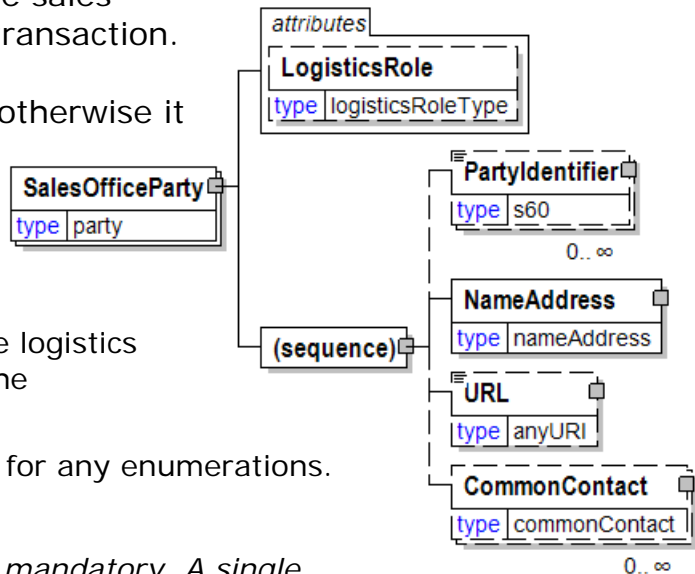 e sales
ransaction.
otherwise it
e logistics
ne
for any enumerations.
mandatory. A single
attributes
LogisticsRole
type logisticsRoleType
SalesOfficeParty
type party
(sequence)
PartyIdentifier
type s60
0.. ∞
NameAddress
type nameAddress
URL
type anyURI
CommonContact
type commonContact
0.. ∞